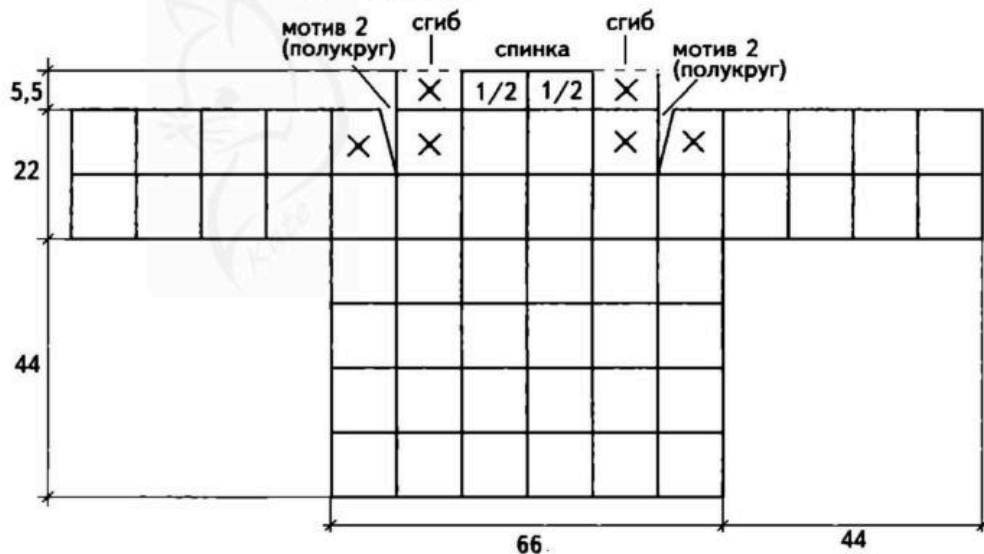 сгиб
сгиб
мотив 2
(полукруг)
спинка
мотив 2
(полукруг)
5,5
1/2
1/2
22
Kate
44
66
44